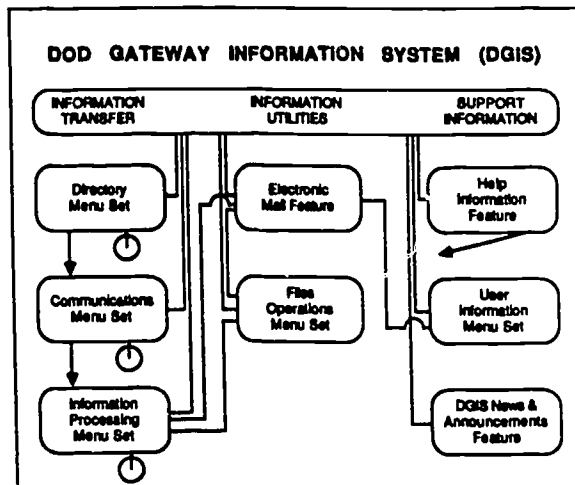 DOD GATEWAY INFORMATION SYSTEM (DGIS)
INFORMATION
TRANSFER
INFORMATION
UTILITIES
SUPPORT
INFORMATION
Directory
Menu Set
Electronic
Mail Feature
Help
Information
Feature
Communications
Menu Set
Files
Operations
Menu Set
User
Information
Menu Set
Information
Processing
Menu Set
DGIS News &
Announcements
Feature